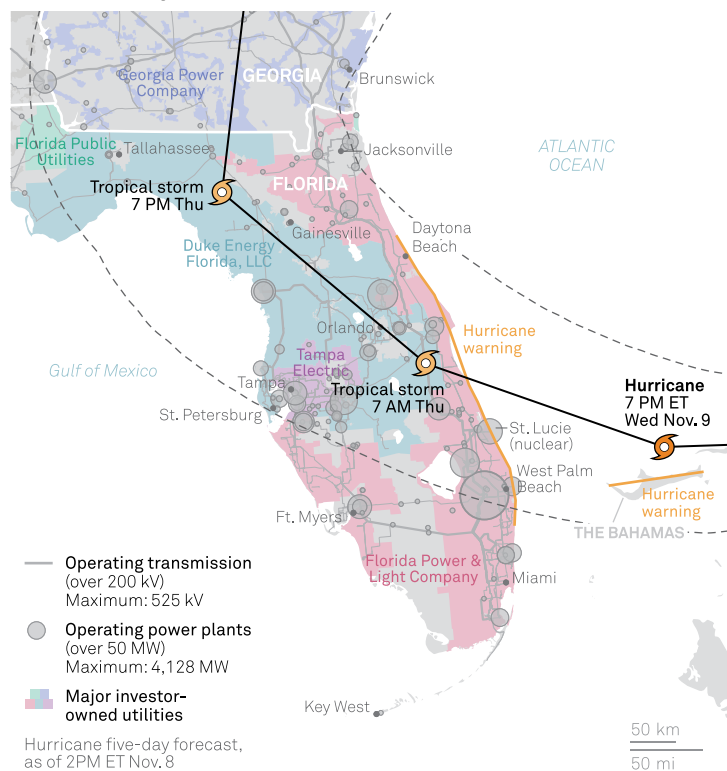 Georgia Power
Company
GEORGIA
Brunswick
Florida Public
Utilities
Tallahassee
Jacksonville
ATLANTIC
OCEAN
Tropical storm
7 PM Thu
FLORIDA
Gainesville
Daytona
Beach
Duke Energy
Florida, LLC
Orlando
Hurricane
warning
Gulf of Mexico
Tampa
Electric
Tampa
Tropical storm
7 AM Thu
St. Petersburg
Hurricane
7 PM ET
Wed Nov. 9
St. Lucie
(nuclear)
West Palm
Beach
Hurricane
warning
Ft. Myers
THE BAHAMAS
Florida Power &
Light Company
Miami
Operating transmission
(over 200 kV)
Maximum: 525 kV
Operating power plants
(over 50 MW)
Maximum: 4,128 MW
Major investor-
owned utilities
Key West
Hurricane five-day forecast,
as of 2PM ET Nov. 8
50 km
50 mi